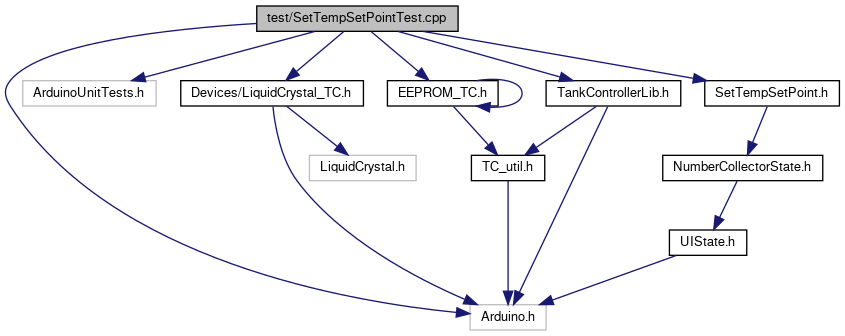 test/SetTempSetPointTest.cpp
ArduinoUnitTests.h
Devices/LiquidCrystal_TC.h
EEPROM_TC.h
TankControllerLib.h
SetTempSetPoint.h
LiquidCrystal.h
TC_util.h
NumberCollectorState.h
UIState.h
Arduino.h